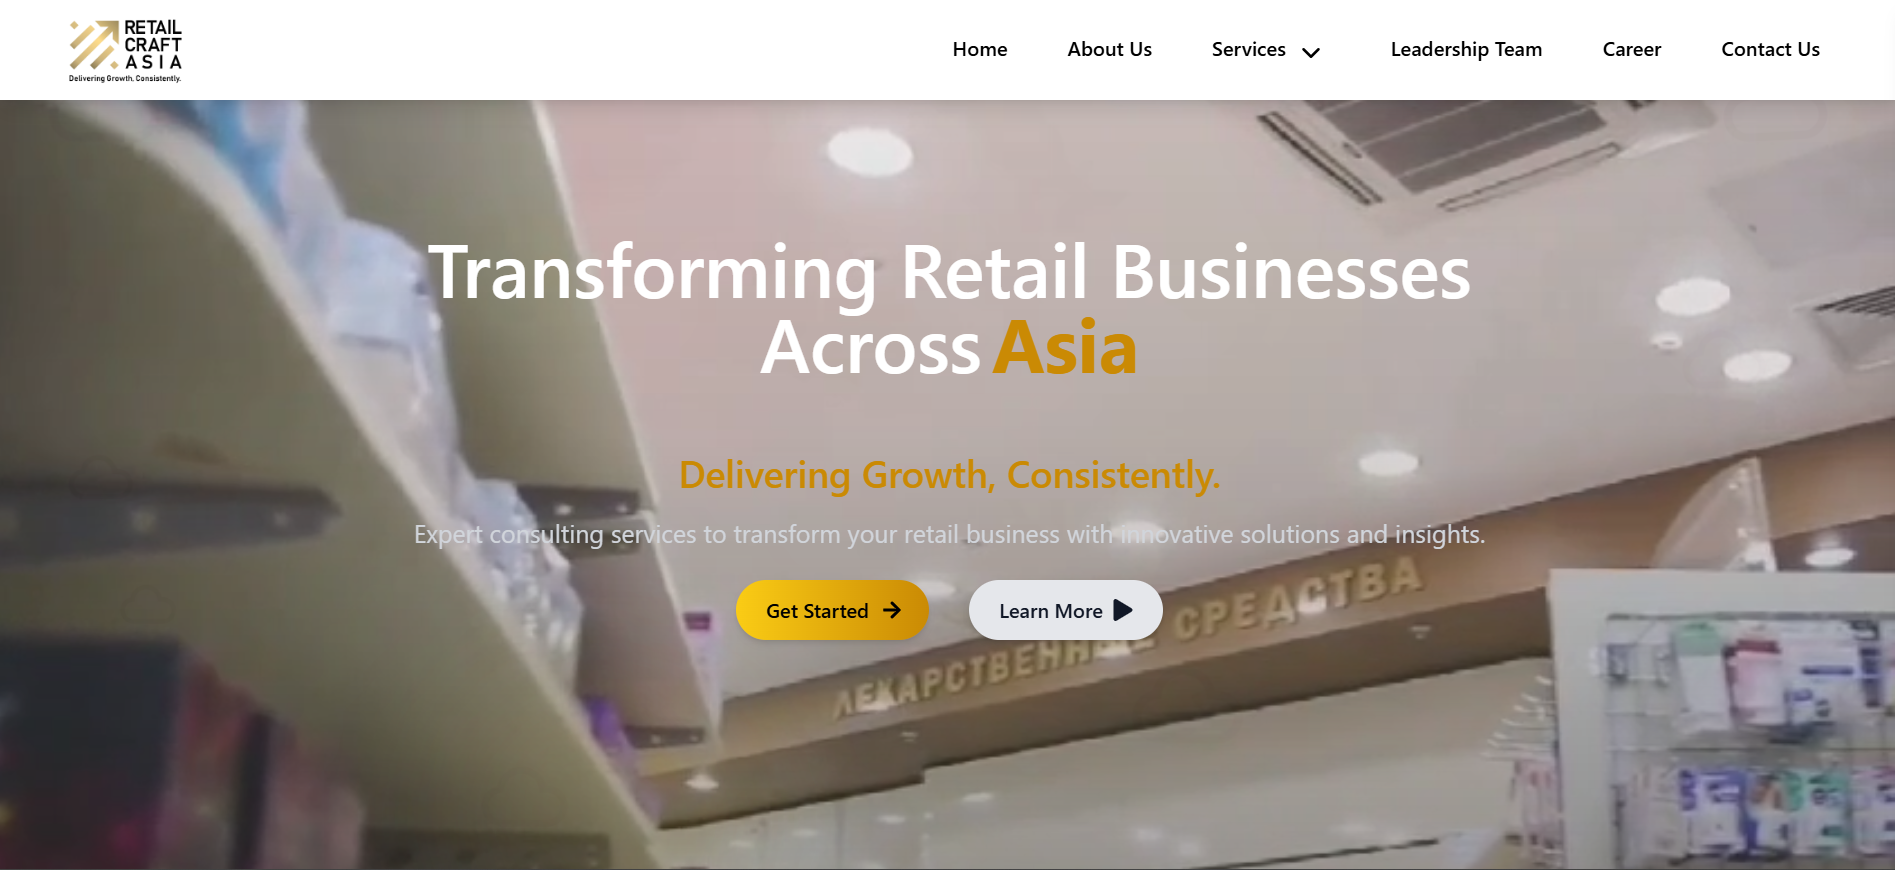 RETAIL
CRAFT
ASIA
Delivering Growth, Consistently.
Home
About Us
Services
Leadership Team
Career
Contact Us
Transforming Retail Businesses
Across Asia
Delivering Growth, Consistently.
Expert consulting services to transform your retail business with innovative solutions and insights.
Get Started
Learn More
ЛЕКАРСТВЕННЫЕ СРЕДСТВА